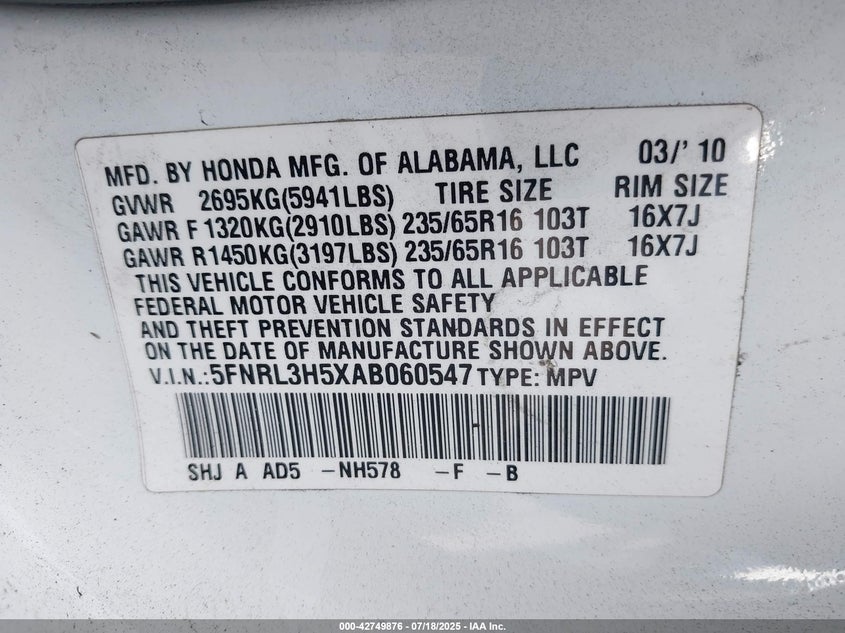 MFD. BY HONDA MFG. OF ALABAMA, LLC 03/'10
GVWR 2695KG(5941LBS) TIRE SIZE RIM SIZE
GAWR F 1320KG(2910LBS) 235/65R16 103T 16X7J
GAWR R1450KG(3197LBS) 235/65R16 103T 16X7J
THIS VEHICLE CONFORMS TO ALL APPLICABLE
FEDERAL MOTOR VEHICLE SAFETY
AND THEFT PREVENTION STANDARDS IN EFFECT
ON THE DATE OF MANUFACTURE SHOWN ABOVE.
V.I.N.:5FNRL3H5XAB060547 TYPE: MPV
SHJ A AD5 -NH578 -F -B
000-42749876 - 07/18/2025 - IAA Inc.